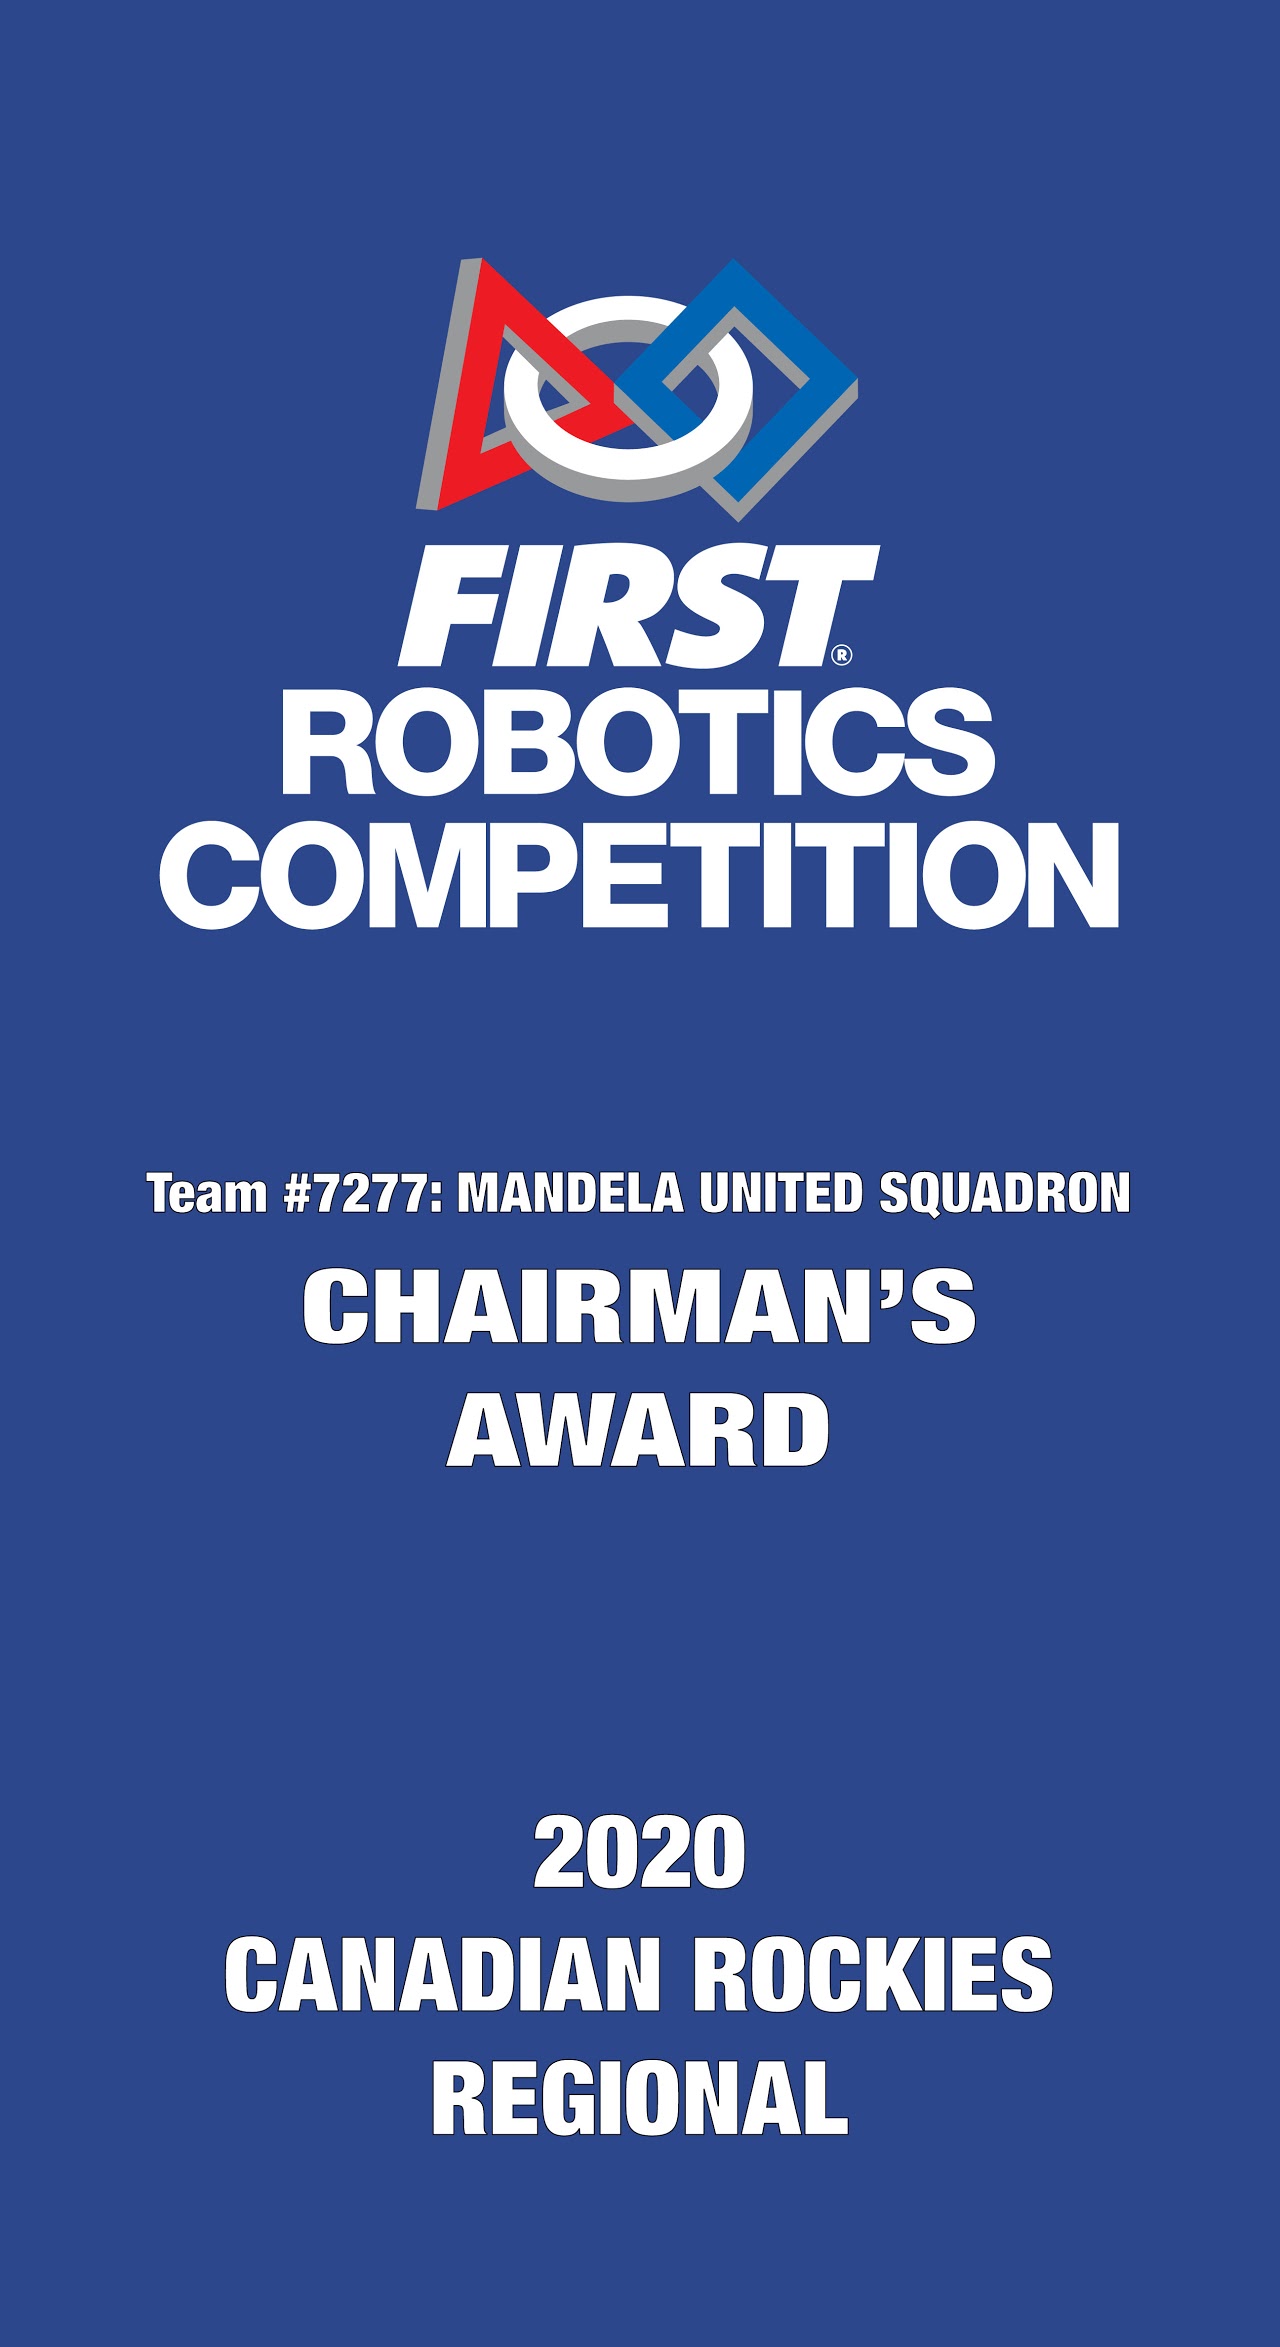 FIRST®
ROBOTICS
COMPETITION
Team #7277: MANDELA UNITED SQUADRON
CHAIRMAN’S
AWARD
2020
CANADIAN ROCKIES
REGIONAL